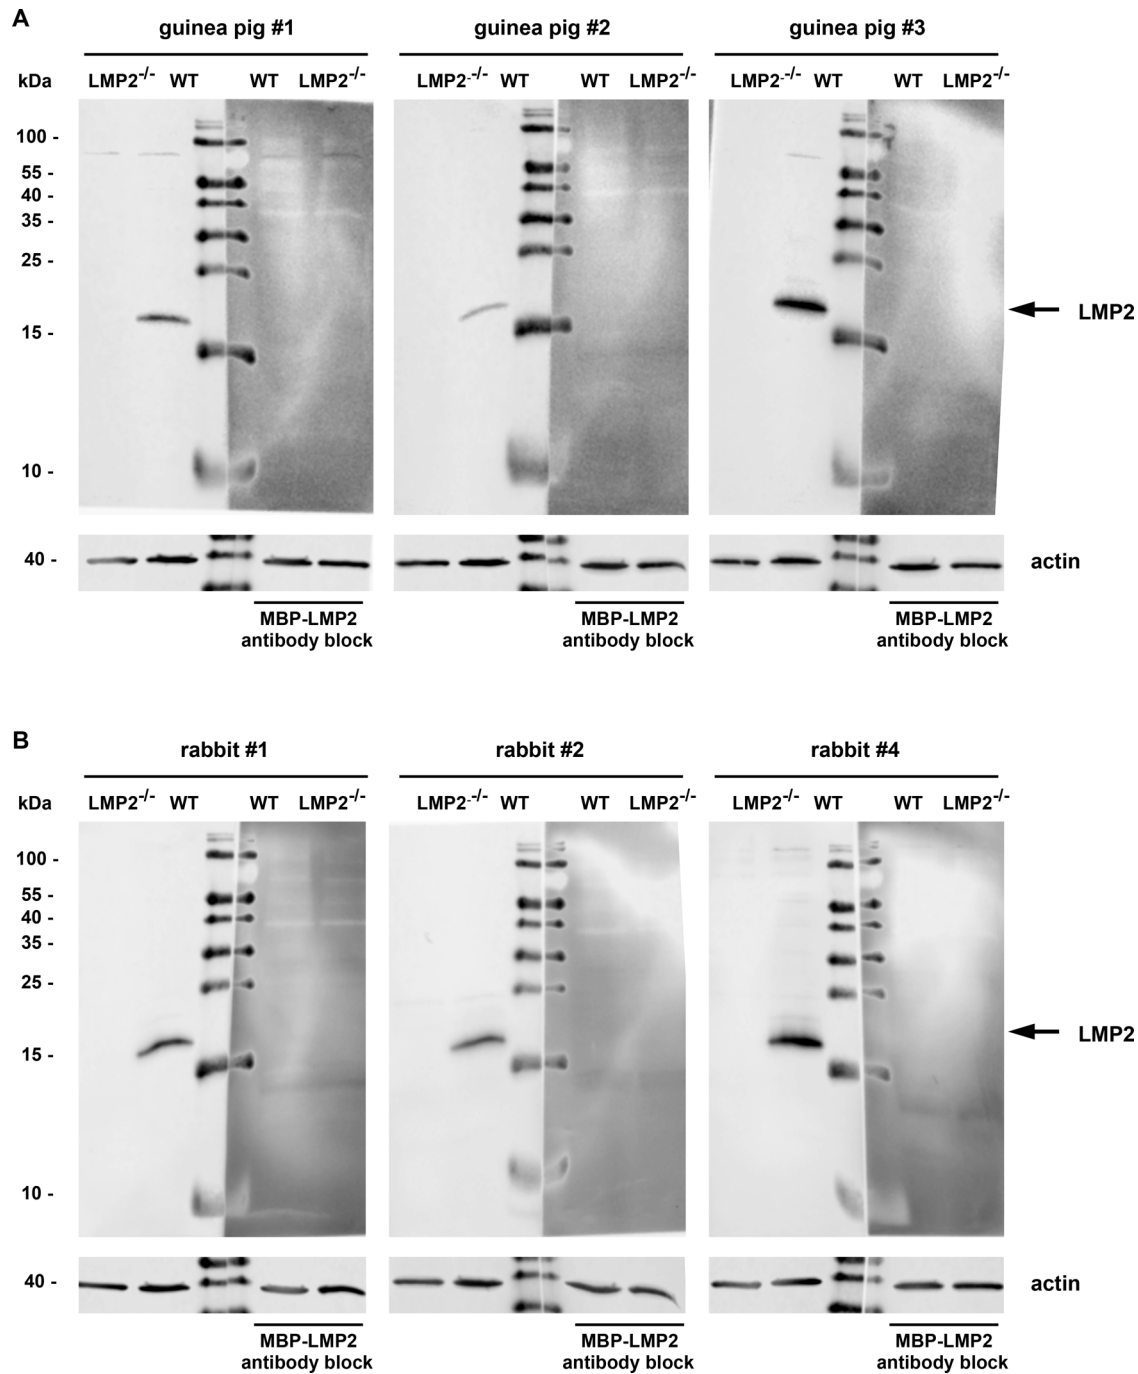 A
guinea pig #1 guinea pig #2 guinea pig #3
kDa LMP2-/- WT WT LMP2-/- LMP2-/- WT WT LMP2-/- LMP2-/- WT WT LMP2-/-
100 -
55 -
40 -
35 -
25 -
15 -
10 -
LMP2
40 -
actin
MBP-LMP2 MBP-LMP2 MBP-LMP2
antibody block antibody block antibody block
B
rabbit #1 rabbit #2 rabbit #4
kDa LMP2-/- WT WT LMP2-/- LMP2-/- WT WT LMP2-/- LMP2-/- WT WT LMP2-/-
100 -
55 -
40 -
35 -
25 -
15 -
10 -
LMP2
40 -
actin
MBP-LMP2 MBP-LMP2 MBP-LMP2
antibody block antibody block antibody block